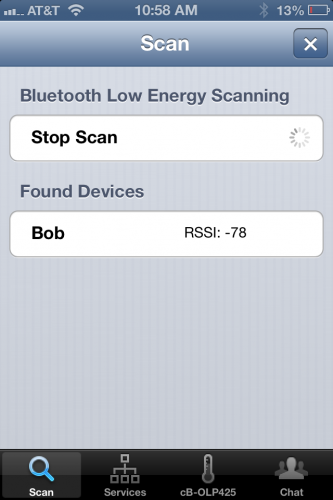 AT&T 10:58 AM 13%
Scan
Bluetooth Low Energy Scanning
Stop Scan
Found Devices
Bob RSSI: -78
Scan Services cB-OLP425 Chat